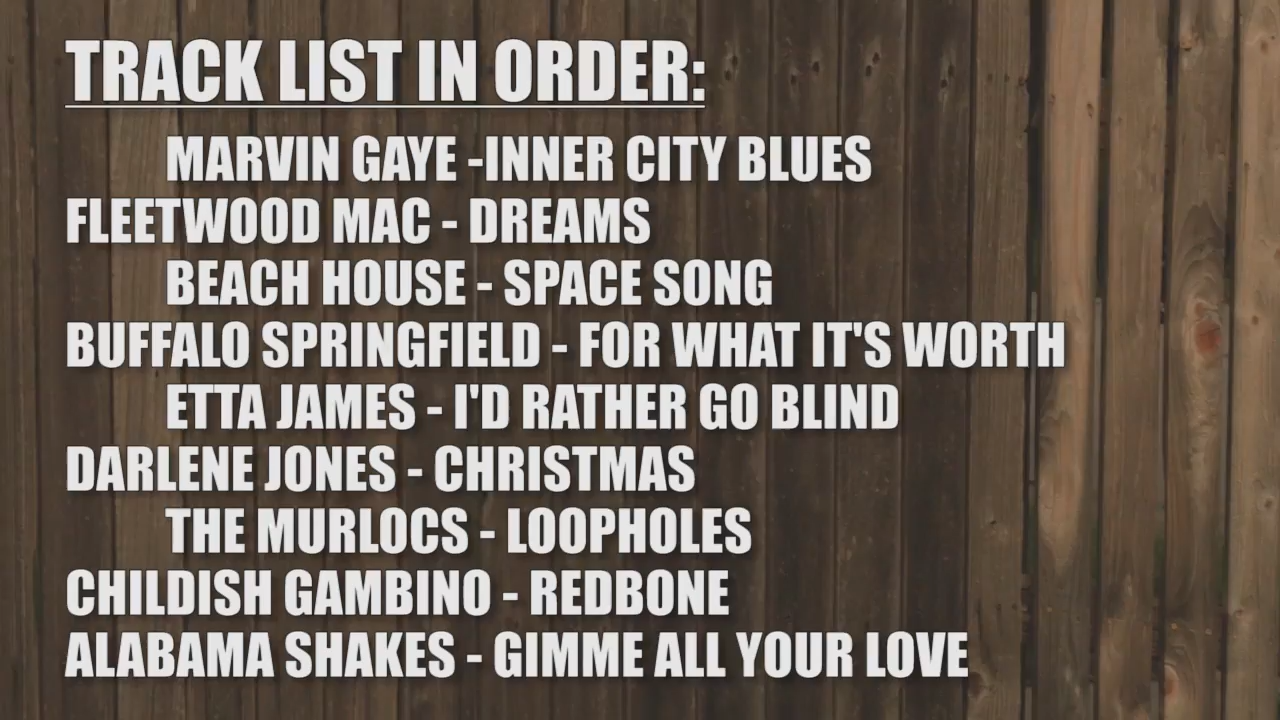 TRACK LIST IN ORDER:
MARVIN GAYE -INNER CITY BLUES
FLEETWOOD MAC - DREAMS
BEACH HOUSE - SPACE SONG
BUFFALO SPRINGFIELD - FOR WHAT IT'S WORTH
ETTA JAMES - I'D RATHER GO BLIND
DARLENE JONES - CHRISTMAS
THE MURLOCS - LOOPHOLES
CHILDISH GAMBINO - REDBONE
ALABAMA SHAKES - GIMME ALL YOUR LOVE